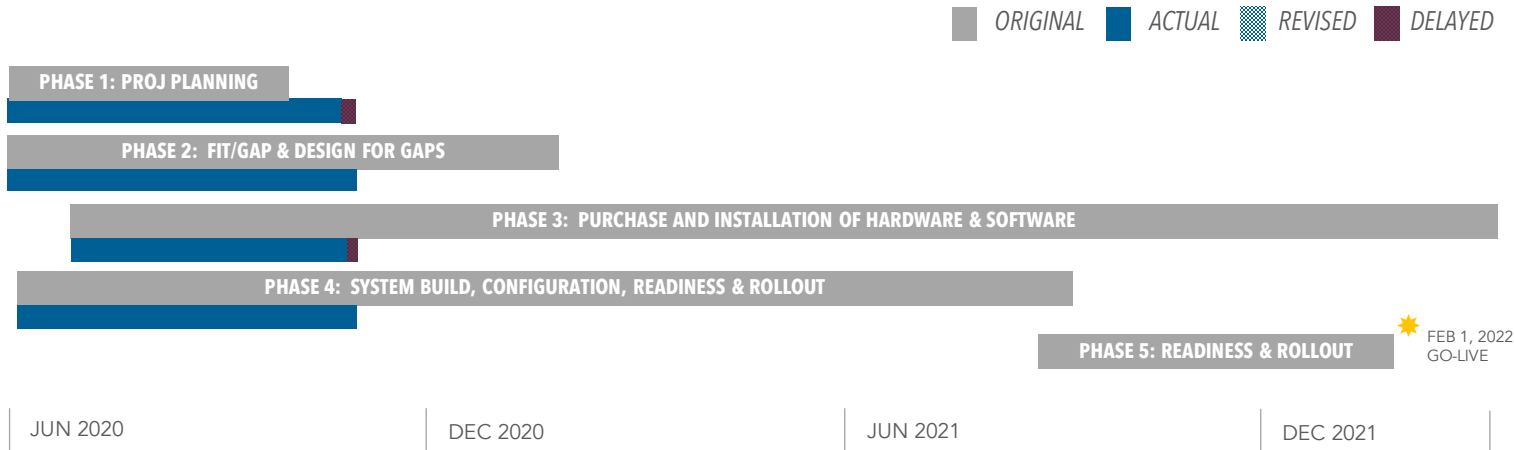 ORIGINAL ACTUAL REVISED DELAYED
PHASE 1: PROJ PLANNING
PHASE 2: FIT/GAP & DESIGN FOR GAPS
PHASE 3: PURCHASE AND INSTALLATION OF HARDWARE & SOFTWARE
PHASE 4: SYSTEM BUILD, CONFIGURATION, READINESS & ROLLOUT
PHASE 5: READINESS & ROLLOUT
FEB 1, 2022
GO-LIVE
JUN 2020 DEC 2020 JUN 2021 DEC 2021